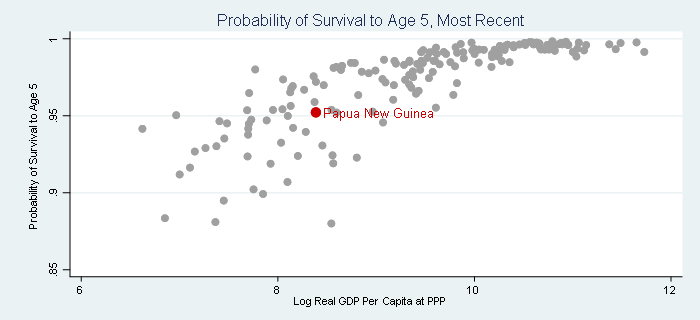 Probability of Survival to Age 5, Most Recent
Probability of Survival to Age 5
1
.95
.9
.85
Papua New Guinea
6
8
10
12
Log Real GDP Per Capita at PPP